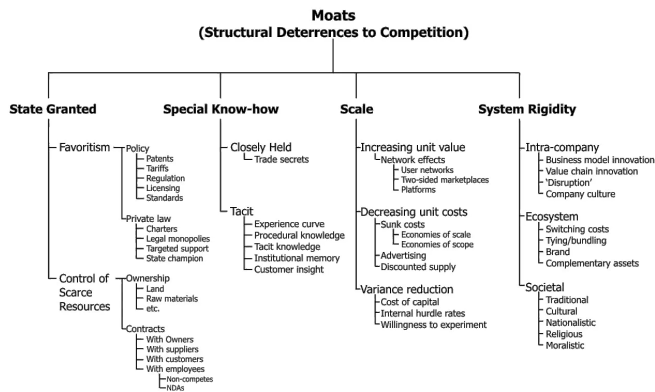 Moats
(Structural Deterrences to Competition)
State Granted
Favoritism
Policy
Patents
Tariffs
Regulation
Licensing
Standards
Private law
Charters
Legal monopolies
Targeted support
State champion
Control of
Scarce
Resources
Ownership
Land
Raw materials
etc.
Contracts
With Owners
With suppliers
With customers
With employees
Non-competes
NDAs
Special Know-how
Closely Held
Trade secrets
Tacit
Experience curve
Procedural knowledge
Tacit knowledge
Institutional memory
Customer insight
Scale
Increasing unit value
Network effects
User networks
Two-sided marketplaces
Platforms
Decreasing unit costs
Sunk costs
Economies of scale
Economies of scope
Advertising
Discounted supply
Variance reduction
Cost of capital
Internal hurdle rates
Willingness to experiment
System Rigidity
Intra-company
Business model innovation
Value chain innovation
'Disruption'
Company culture
Ecosystem
Switching costs
Tying/bundling
Brand
Complementary assets
Societal
Traditional
Cultural
Nationalistic
Religious
Moralistic